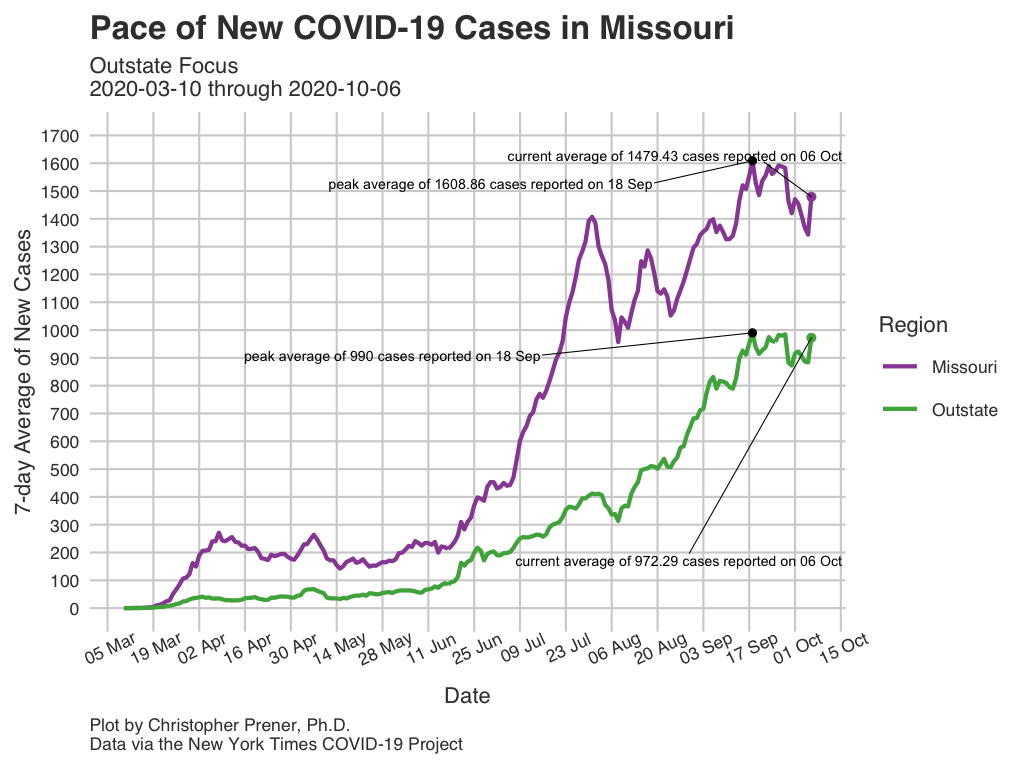 Pace of New COVID-19 Cases in Missouri
Outstate Focus
2020-03-10 through 2020-10-06
7-day Average of New Cases
1700
1600
1500
1400
1300
1200
1100
1000
900
800
700
600
500
400
300
200
100
0
current average of 1479.43 cases reported on 06 Oct
peak average of 1608.86 cases reported on 18 Sep
peak average of 990 cases reported on 18 Sep
current average of 972.29 cases reported on 06 Oct
Region
Missouri
Outstate
05 Mar
19 Mar
02 Apr
16 Apr
30 Apr
14 May
28 May
11 Jun
25 Jun
09 Jul
23 Jul
06 Aug
20 Aug
03 Sep
17 Sep
01 Oct
15 Oct
Date
Plot by Christopher Prener, Ph.D.
Data via the New York Times COVID-19 Project